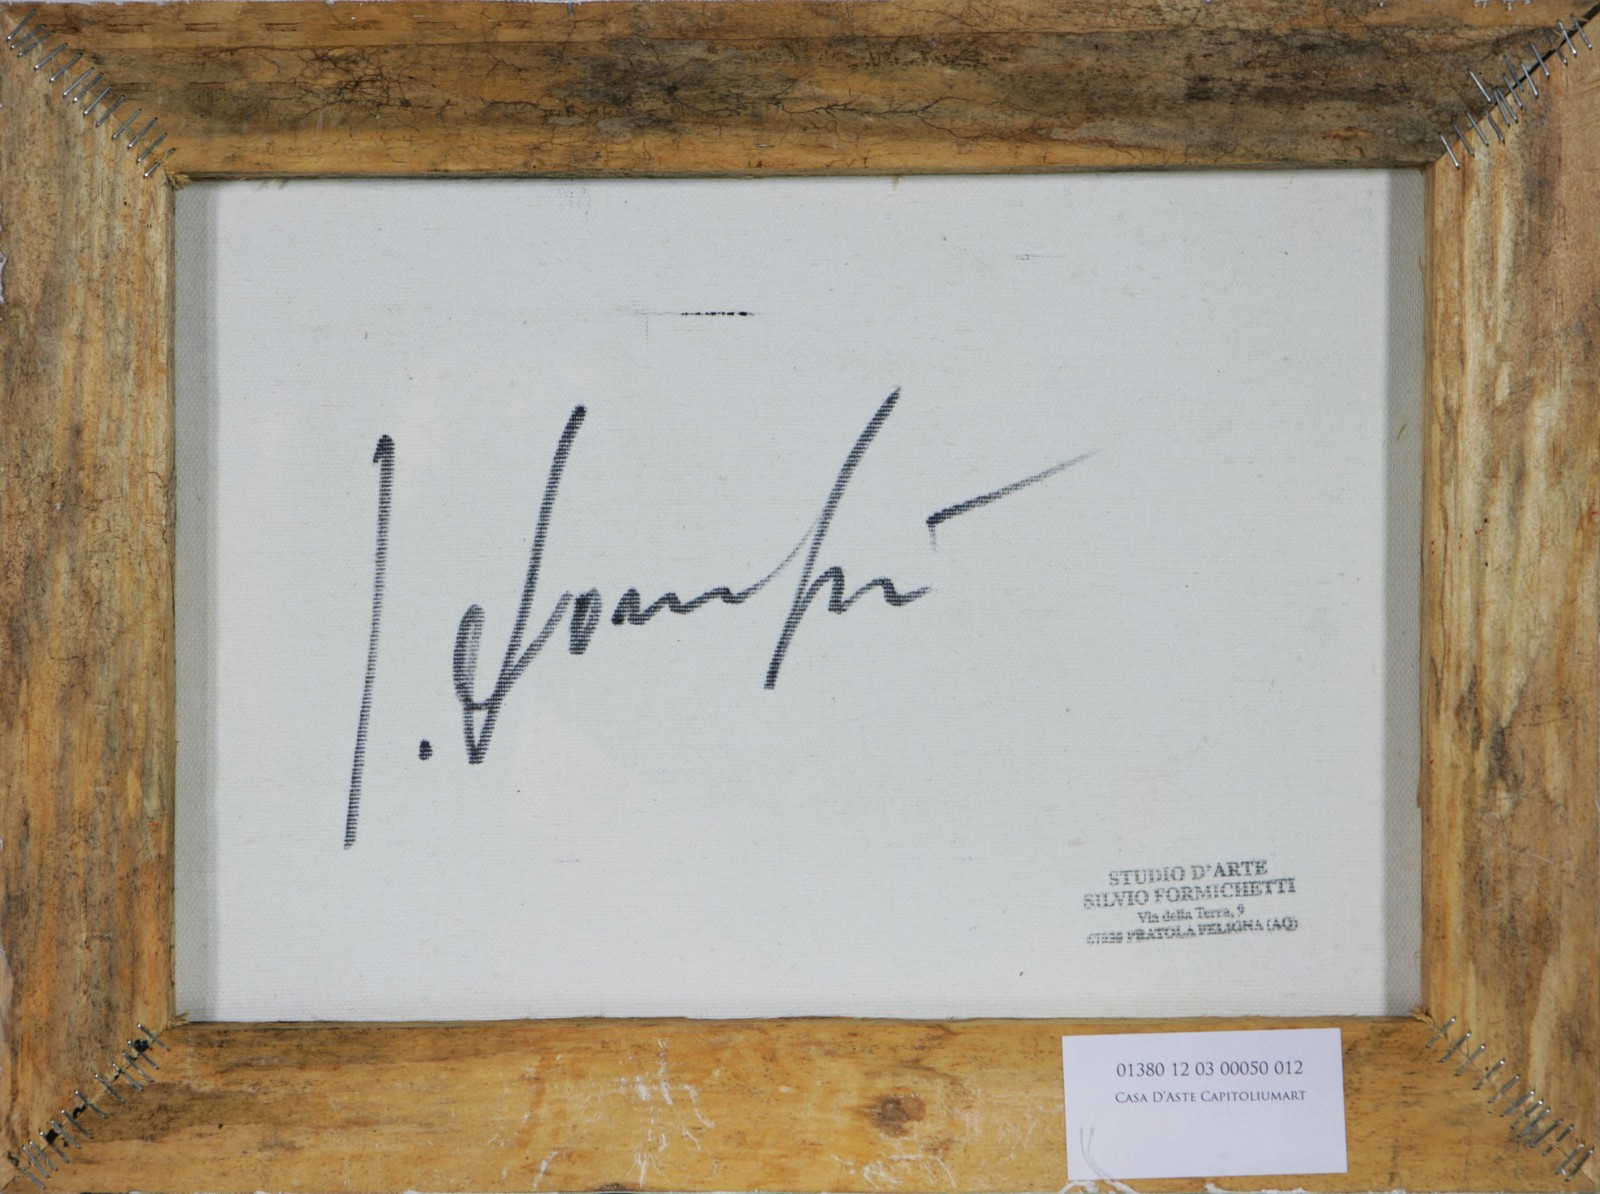 STUDIO D'ARTE
SILVIO FORMICHETTI
Via della Terra, 9
PRATOLA PELIGNA (AQ)
01380 12 03 00050 012
CASA D'ASTE CAPITOLIUMART